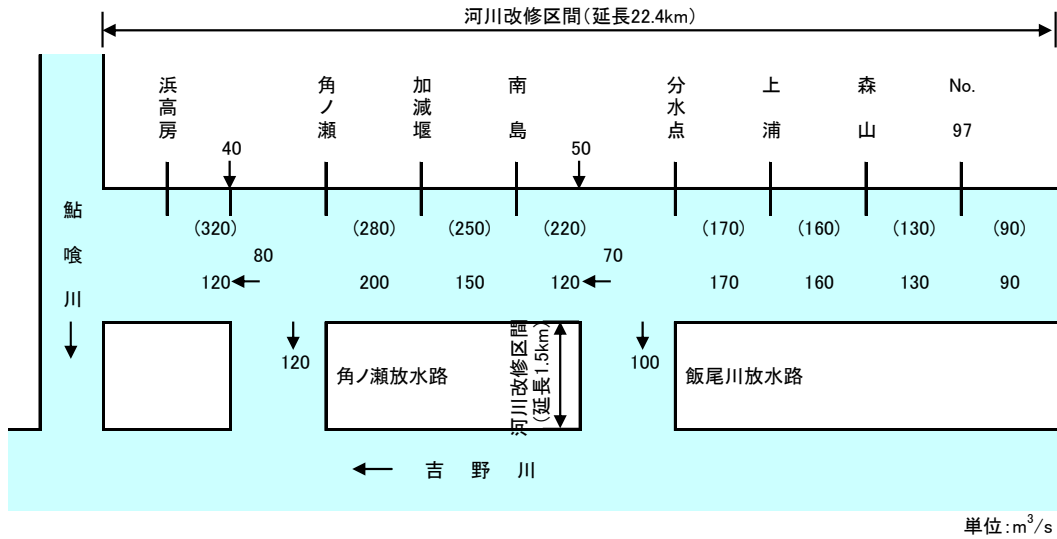 河川改修区間(延長22.4km)
浜高房
角ノ瀬
加減堰
南島
分水点
上浦
森山
No.97
40
50
鮎喰川
(320)
(280)
(250)
(220)
(170)
(160)
(130)
(90)
80
70
120
200
150
120
170
160
130
90
120
角ノ瀬放水路
河川改修区間
(延長1.5km)
100
飯尾川放水路
吉野川
単位:m³/s